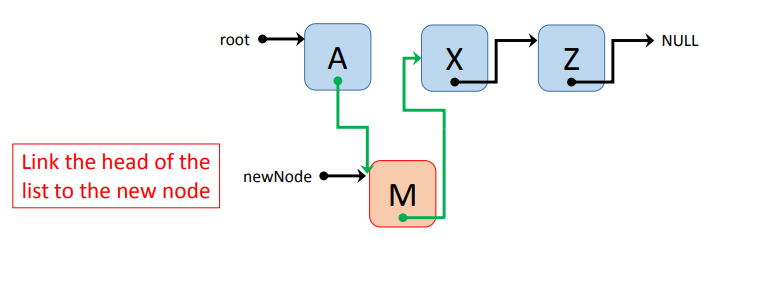 root
A
X
Z
NULL
Link the head of the
list to the new node
newNode
M